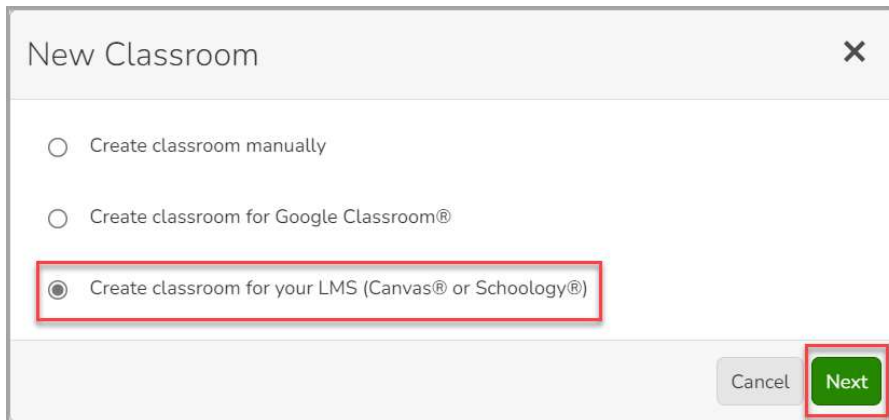 New Classroom
Create classroom manually
Create classroom for Google Classroom®
Create classroom for your LMS (Canvas® or Schoology®)
Cancel Next